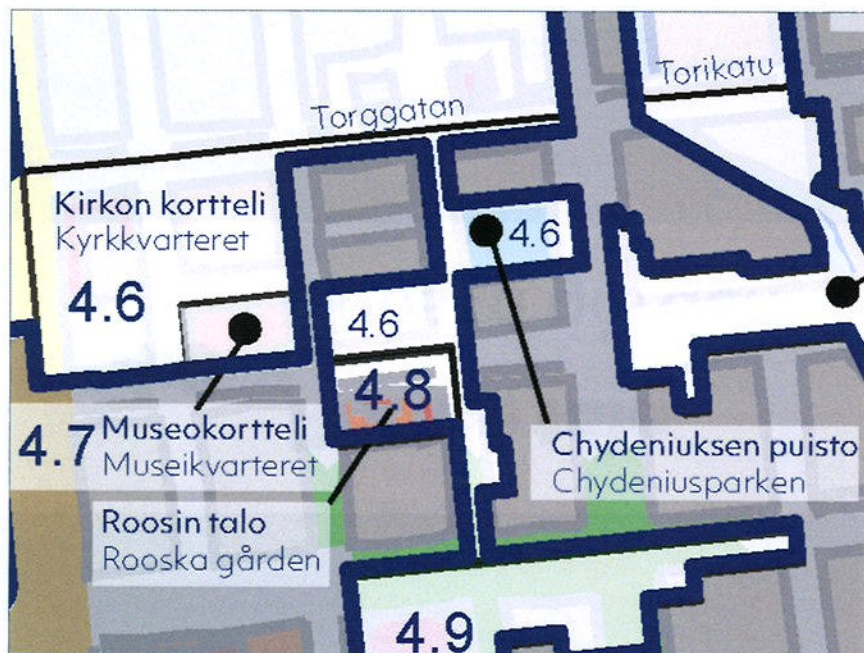 Torikatu
Torggatan
Kirkon kortteli
Kyrkkvarteret
4.6
4.6
4.6
4.8
4.7 Museokortteli
Museikvarteret
Chydeniuksen puisto
Chydeniusparken
Roosin talo
Rooska gården
4.9